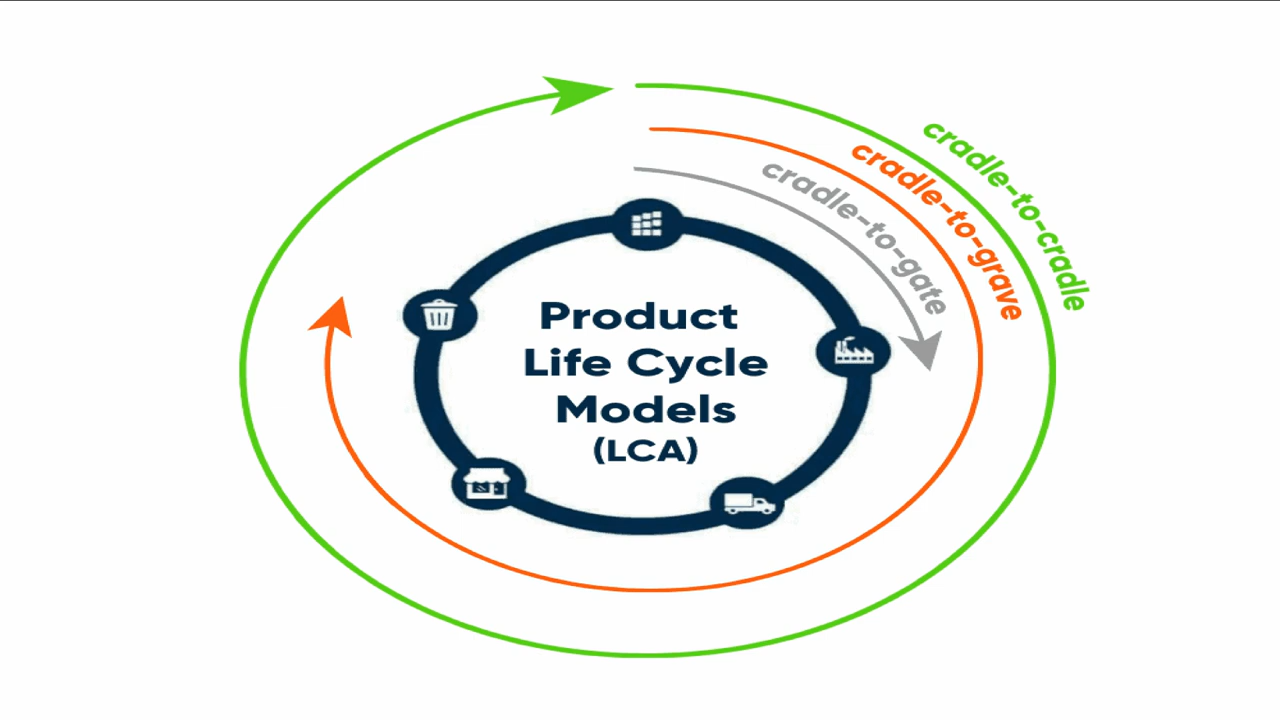 Product
Life Cycle
Models
(LCA)
cradle-to-gate
cradle-to-grave
cradle-to-cradle